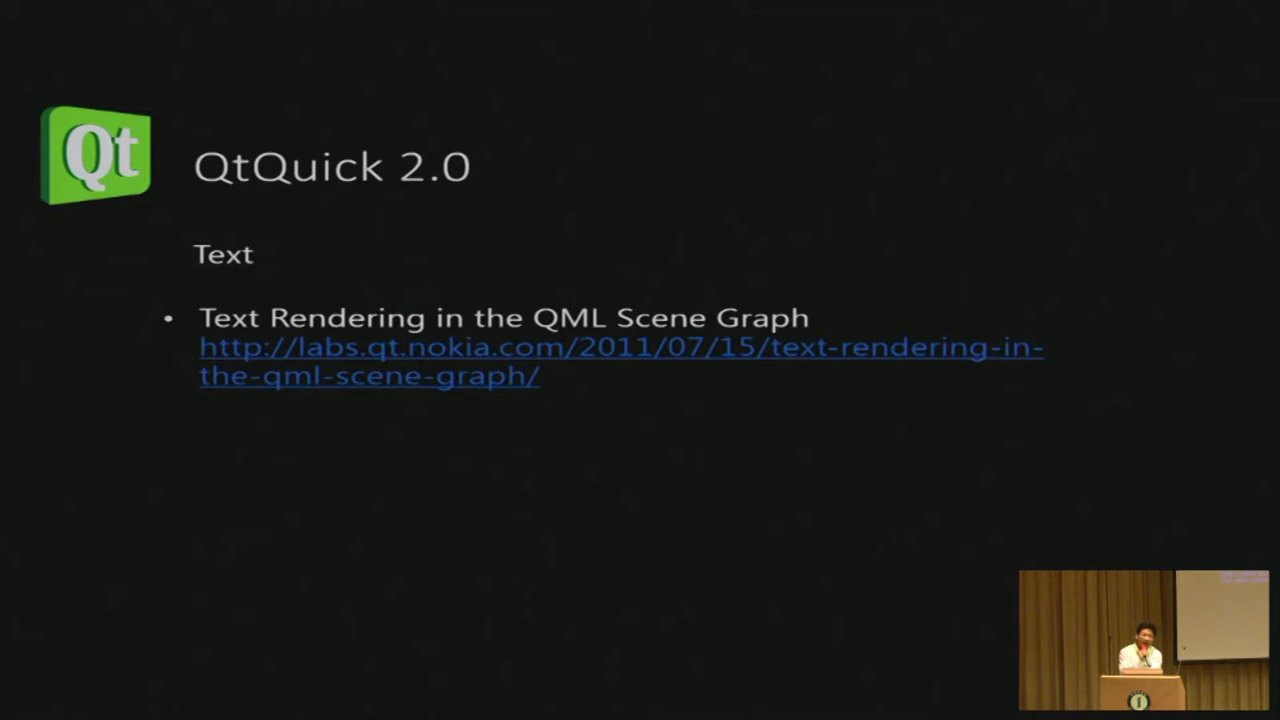 Qt
QtQuick 2.0
Text
• Text Rendering in the QML Scene Graph
http://labs.qt.nokia.com/2011/07/15/text-rendering-in-
the-qml-scene-graph/